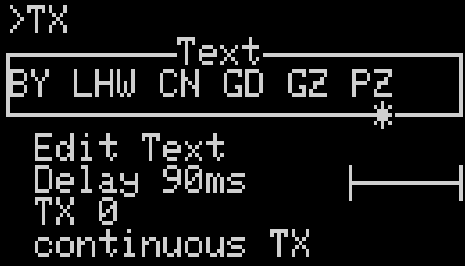 >TX
Text
BY LHW CN GD GZ PZ
Edit Text
Delay 90ms
TX 0
continuous TX